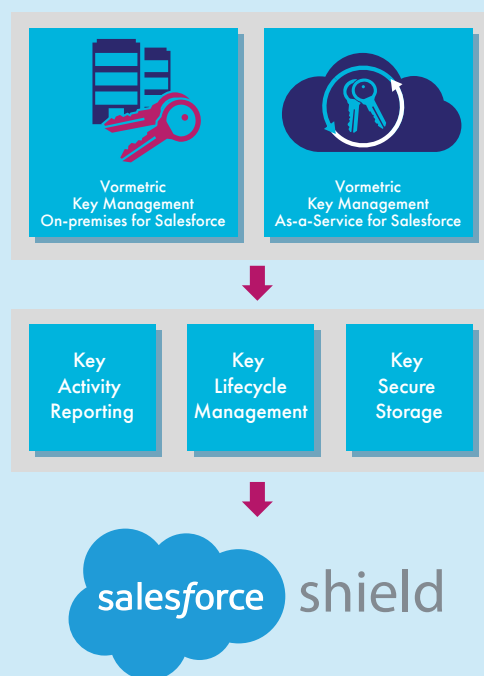 Vormetric
Key Management
On-premises for Salesforce
Vormetric
Key Management
As-a-Service for Salesforce
Key
Activity
Reporting
Key
Lifecycle
Management
Key
Secure
Storage
salesforce shield